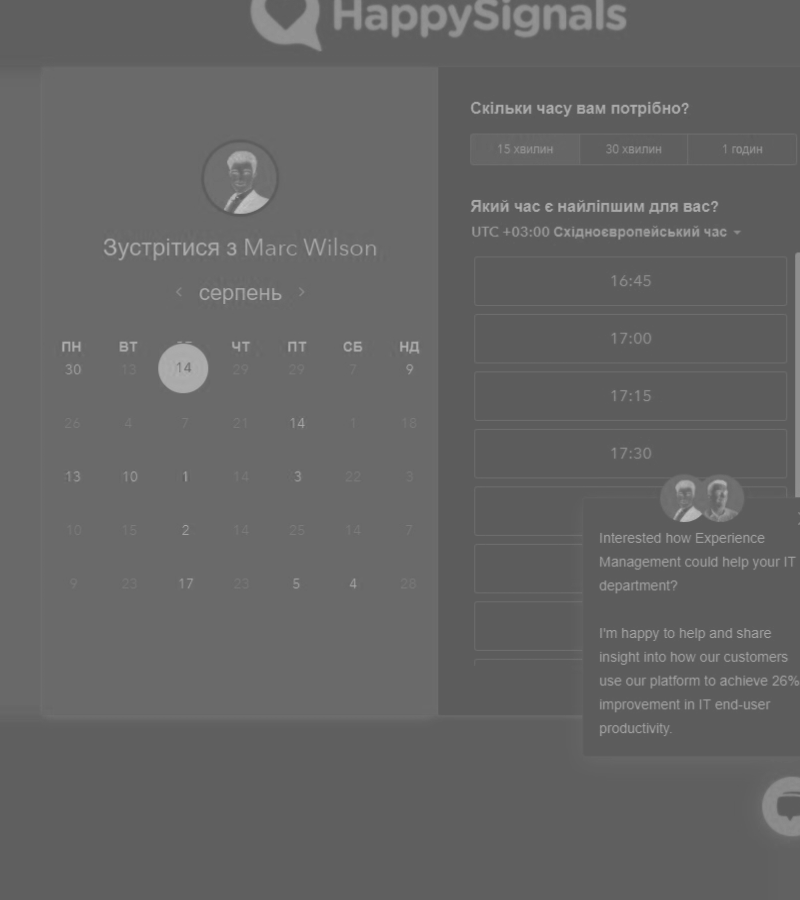 HappySignals
Зустрітися з Marc Wilson
серпень
ПН ВТ ЧТ ПТ СБ НД
30 13 14 29 29 7 9
26 4 7 21 14 1 18
13 10 1 14 3 22 3
10 15 2 14 25 14 7
9 23 17 23 5 4 28
Скільки часу вам потрібно?
15 хвилин 30 хвилин 1 годин
Який час є найліпшим для вас?
UTC +03:00 Східноєвропейський час
16:45
17:00
17:15
17:30
Interested how Experience
Management could help your IT
department?
I'm happy to help and share
insight into how our customers
use our platform to achieve 26%
improvement in IT end-user
productivity.